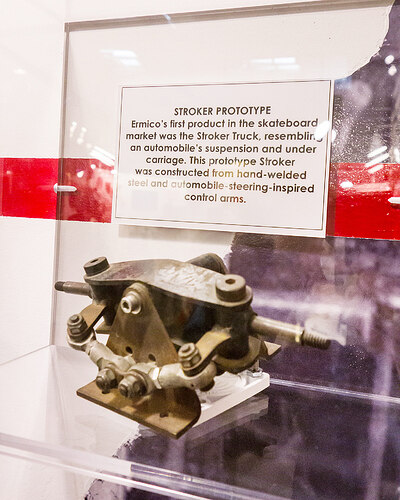 STROKER PROTOTYPE
Ermico's first product in the skateboard
market was the Stroker Truck, resembling
an automobile's suspension and under
carriage. This prototype Stroker
was constructed from hand-welded
steel and automobile-steering-inspired
control arms.